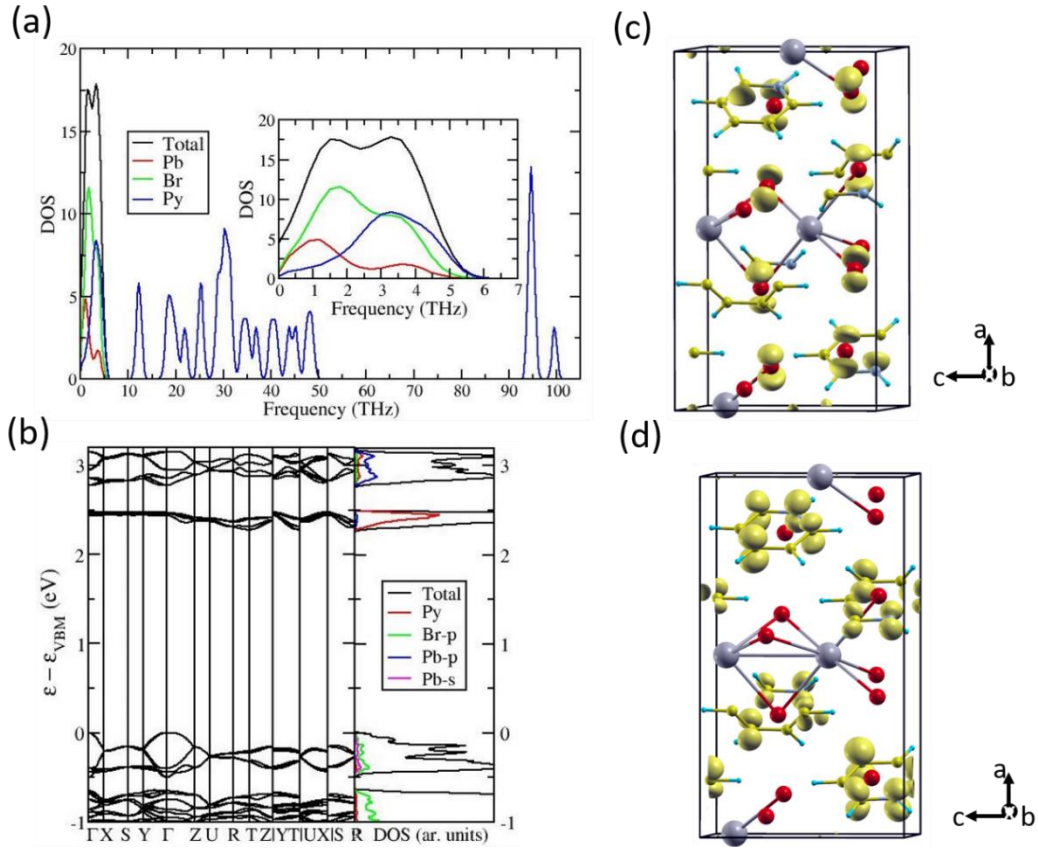 (a)
20
15
10
5
0
DOS
Total
Pb
Br
Py
0 10 20 30 40 50 60 70 80 90 100
Frequency (THz)
20
15
10
5
0
DOS
0 1 2 3 4 5 6 7
Frequency (THz)
(b)
3
2
1
0
-1
ε − εVBM (eV)
3
2
1
0
-1
Total
Py
Br-p
Pb-p
Pb-s
Γ X S Y Γ Z U R T Z|YT|UX|S R DOS (ar. units)
(c)
a
c b
(d)
a
c b